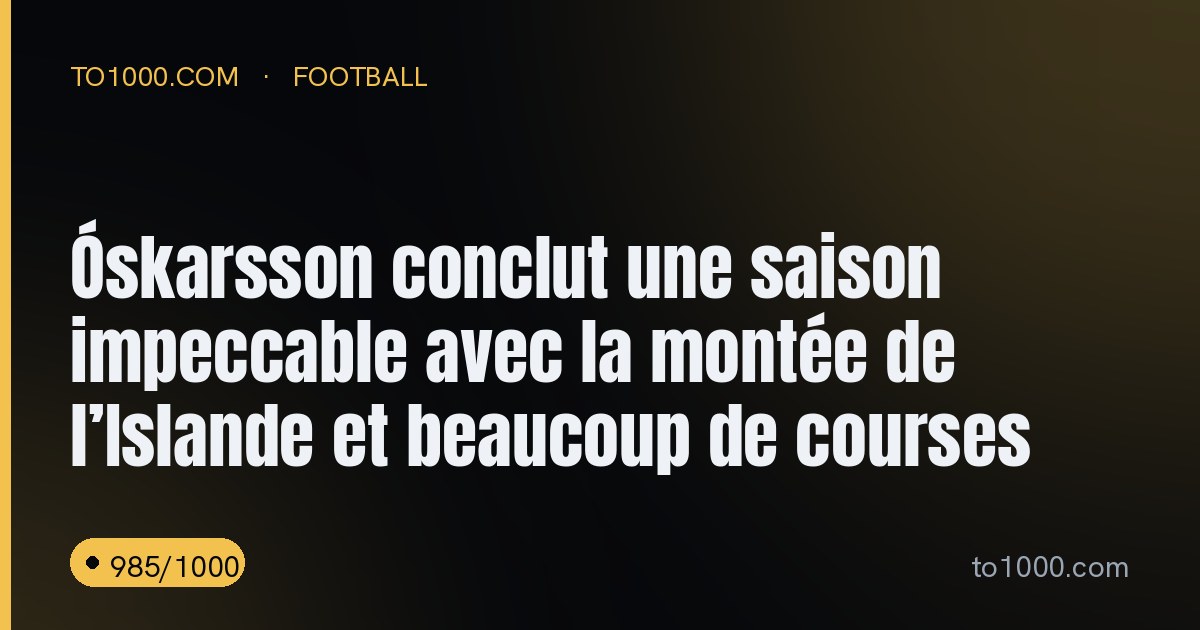 TO1000.COM · FOOTBALL
Óskarsson conclut une saison
impeccable avec la montée de
l’Islande et beaucoup de courses
985/1000
to1000.com